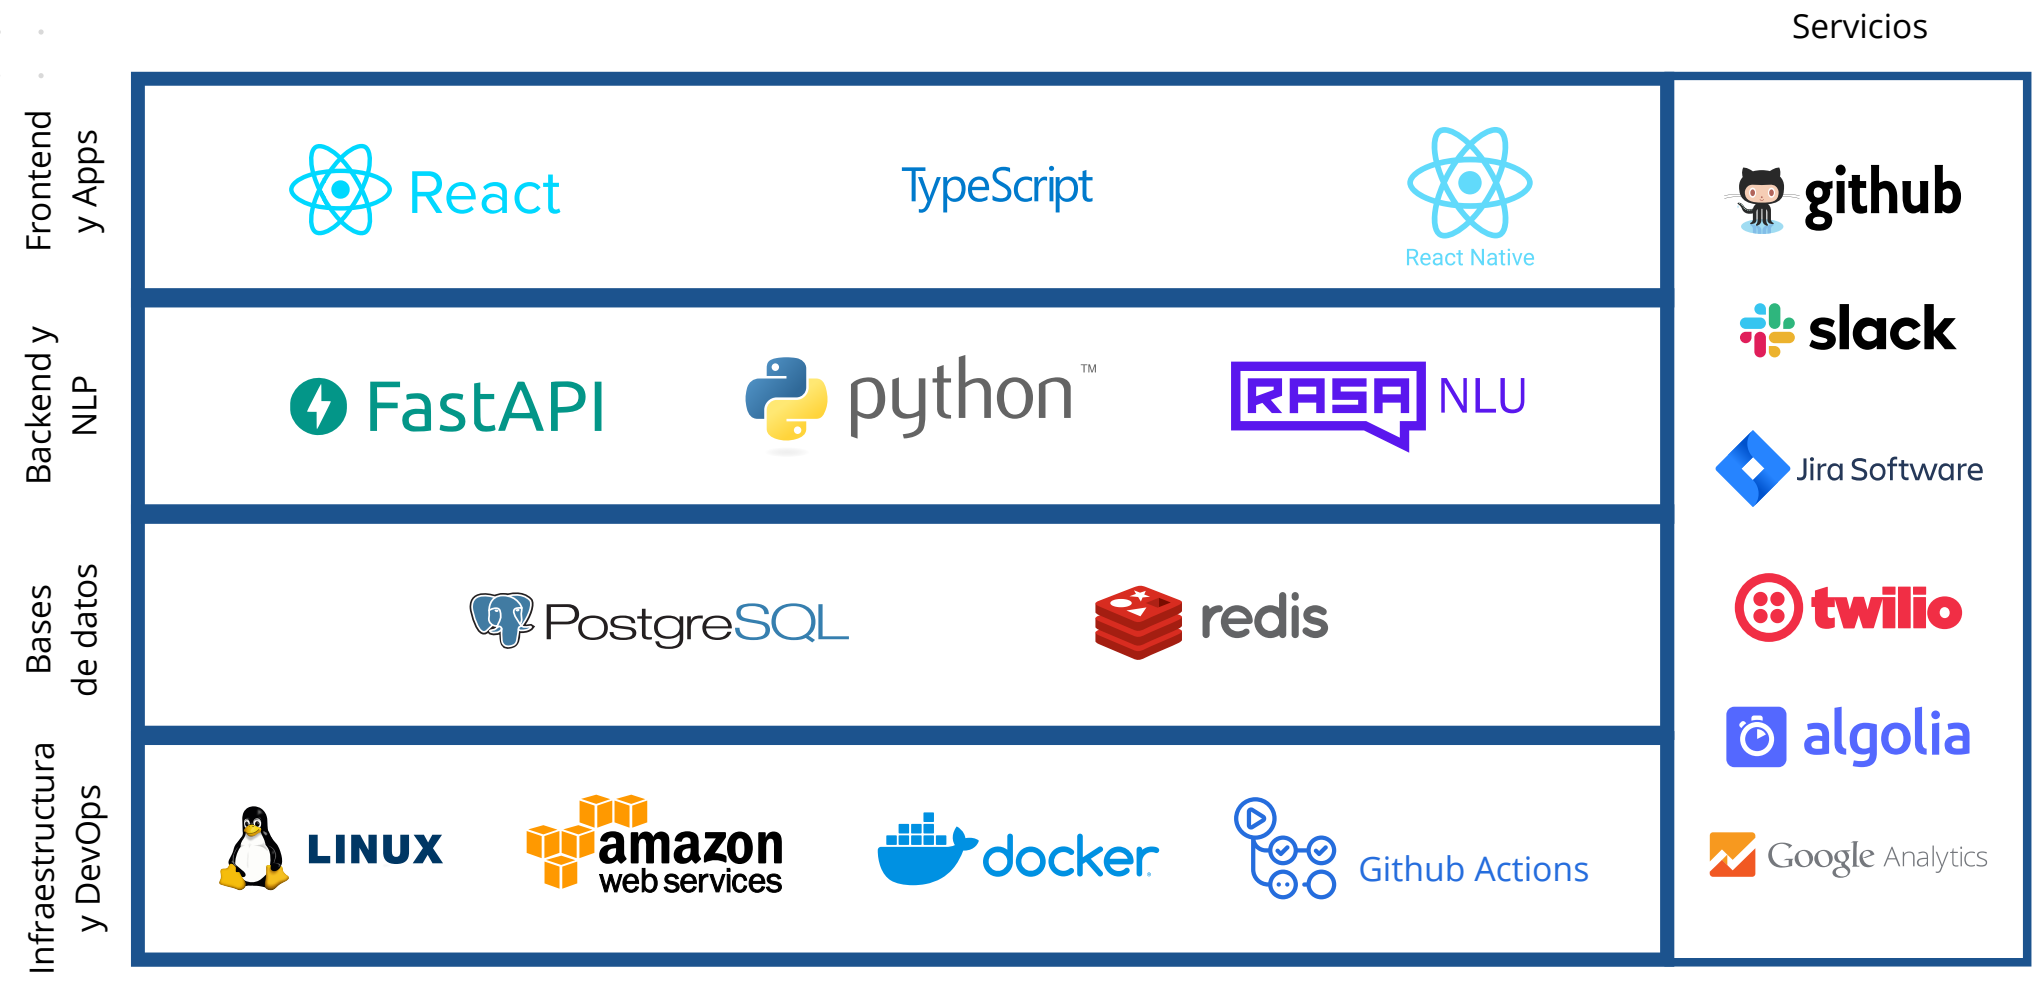 Servicios
Frontend
y Apps
React
TypeScript
React Native
github
slack
Backend y
NLP
FastAPI
python™
RASA NLU
Jira Software
Bases
de datos
PostgreSQL
redis
twilio
algolia
Infraestructura
y DevOps
LINUX
amazon
web services
docker
Github Actions
Google Analytics